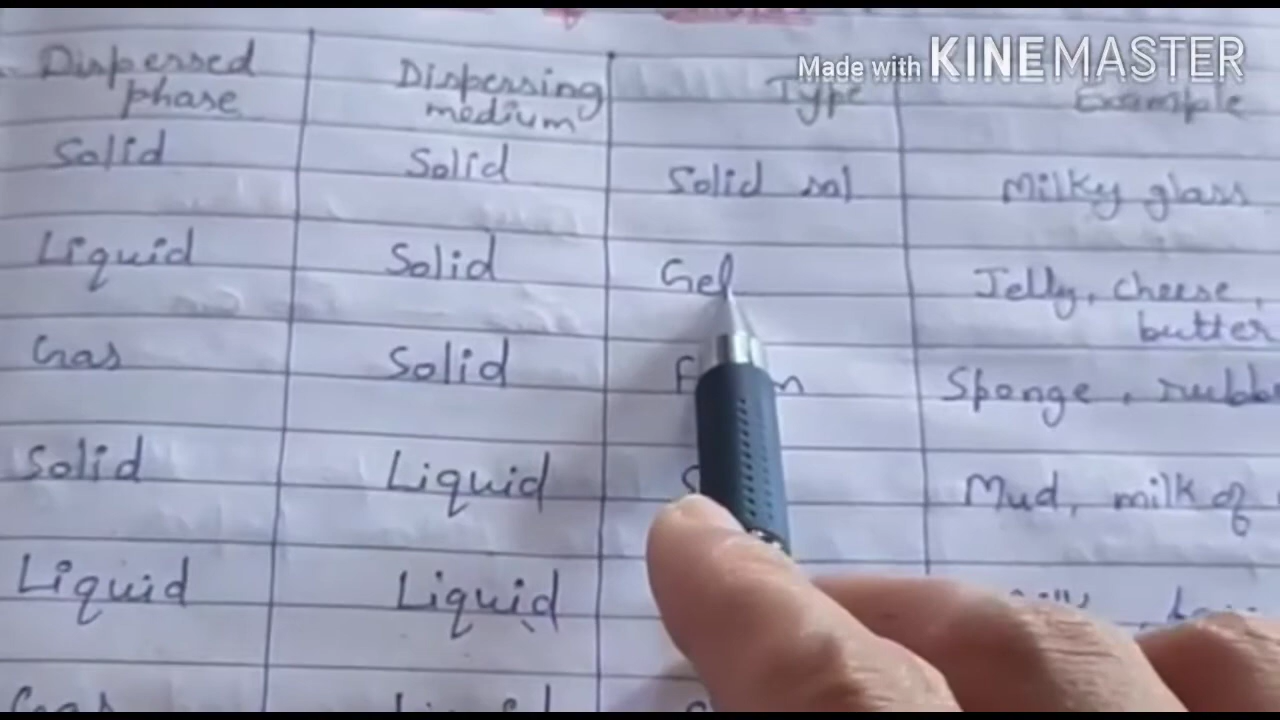 Made with KINEMASTER
Dispersed phase | Dispersing medium | Type | Example
Solid | Solid | Solid sol | Milky glass
Liquid | Solid | Gel | Jelly, cheese, butter
Gas | Solid | Sponge,
Solid | Liquid | Mud, milk of
Liquid | Liquid
Gas